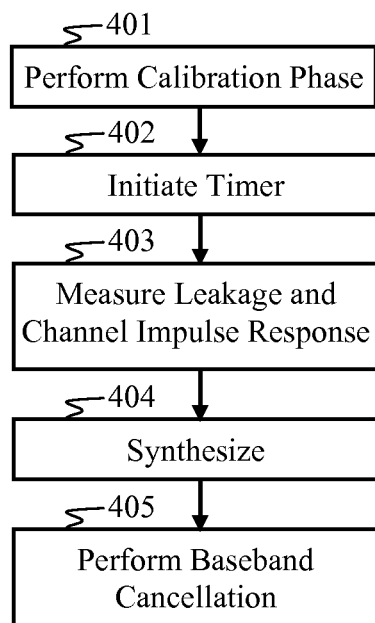 401
Perform Calibration Phase
402
Initiate Timer
403
Measure Leakage and
Channel Impulse Response
404
Synthesize
405
Perform Baseband
Cancellation